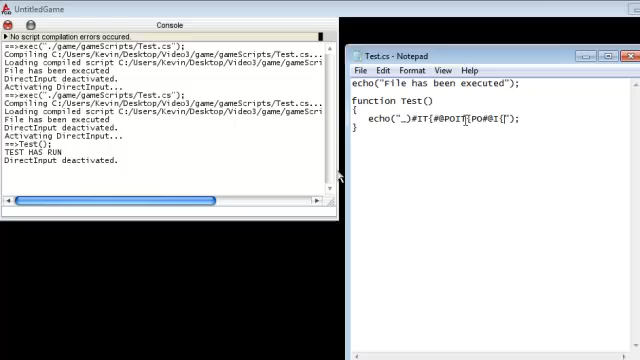 UntitledGame
Console
No script compilation errors occured.
==>exec("./game/gameScripts/Test.cs");
Compiling C:/Users/Kevin/Desktop/Video3/game/gameScripts/Test.cs...
Loading compiled script C:/Users/Kevin/Desktop/Video3/game/gameScri
File has been executed
DirectInput deactivated.
Activating DirectInput...
==>exec("./game/gameScripts/Test.cs");
Compiling C:/Users/Kevin/Desktop/Video3/game/gameScripts/Test.cs...
Loading compiled script C:/Users/Kevin/Desktop/Video3/game/gameScri
File has been executed
DirectInput deactivated.
Activating DirectInput...
==>Test();
TEST HAS RUN
DirectInput deactivated.
Test.cs - Notepad
File Edit Format View Help
echo("File has been executed");
function Test()
{
echo("_)#IT{#@POIT{PO#@I{");
}